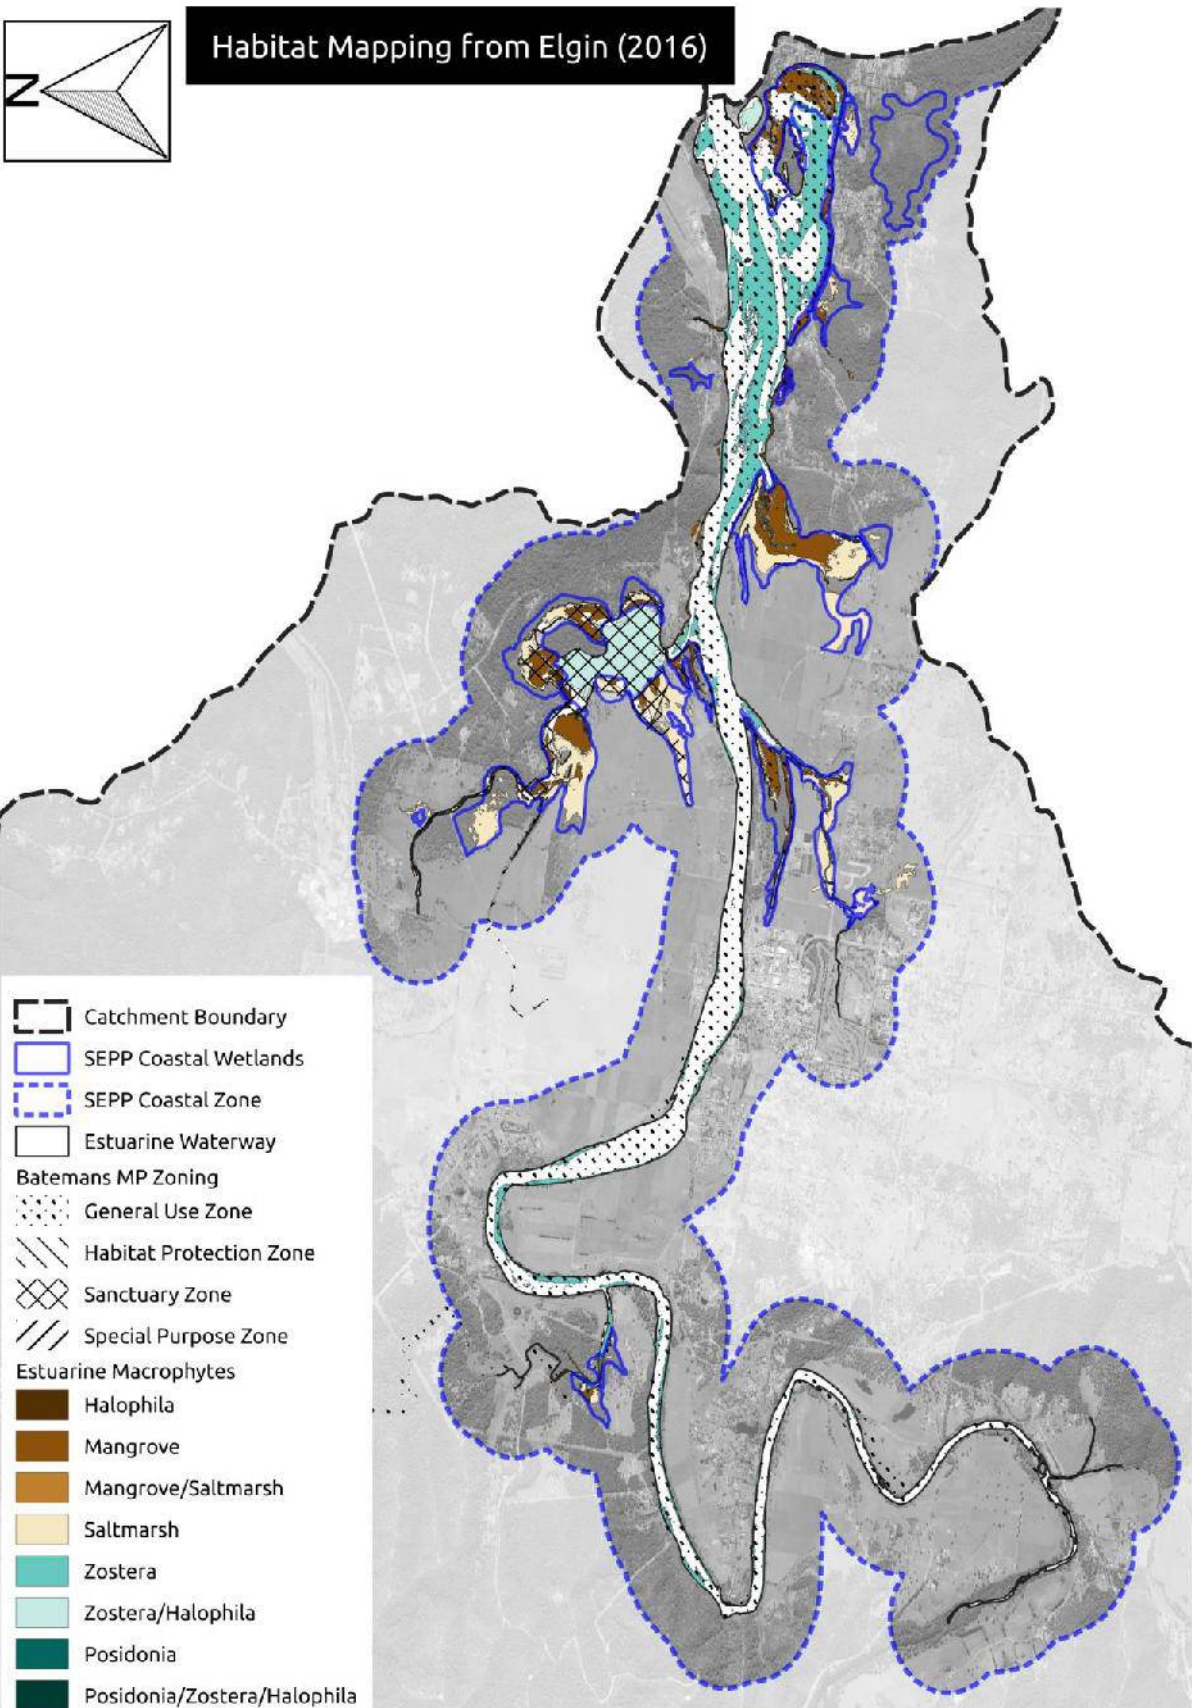 Habitat Mapping from Elgin (2016)
N
Catchment Boundary
SEPP Coastal Wetlands
SEPP Coastal Zone
Estuarine Waterway
Batemans MP Zoning
General Use Zone
Habitat Protection Zone
Sanctuary Zone
Special Purpose Zone
Estuarine Macrophytes
Halophila
Mangrove
Mangrove/Saltmarsh
Saltmarsh
Zostera
Zostera/Halophila
Posidonia
Posidonia/Zostera/Halophila